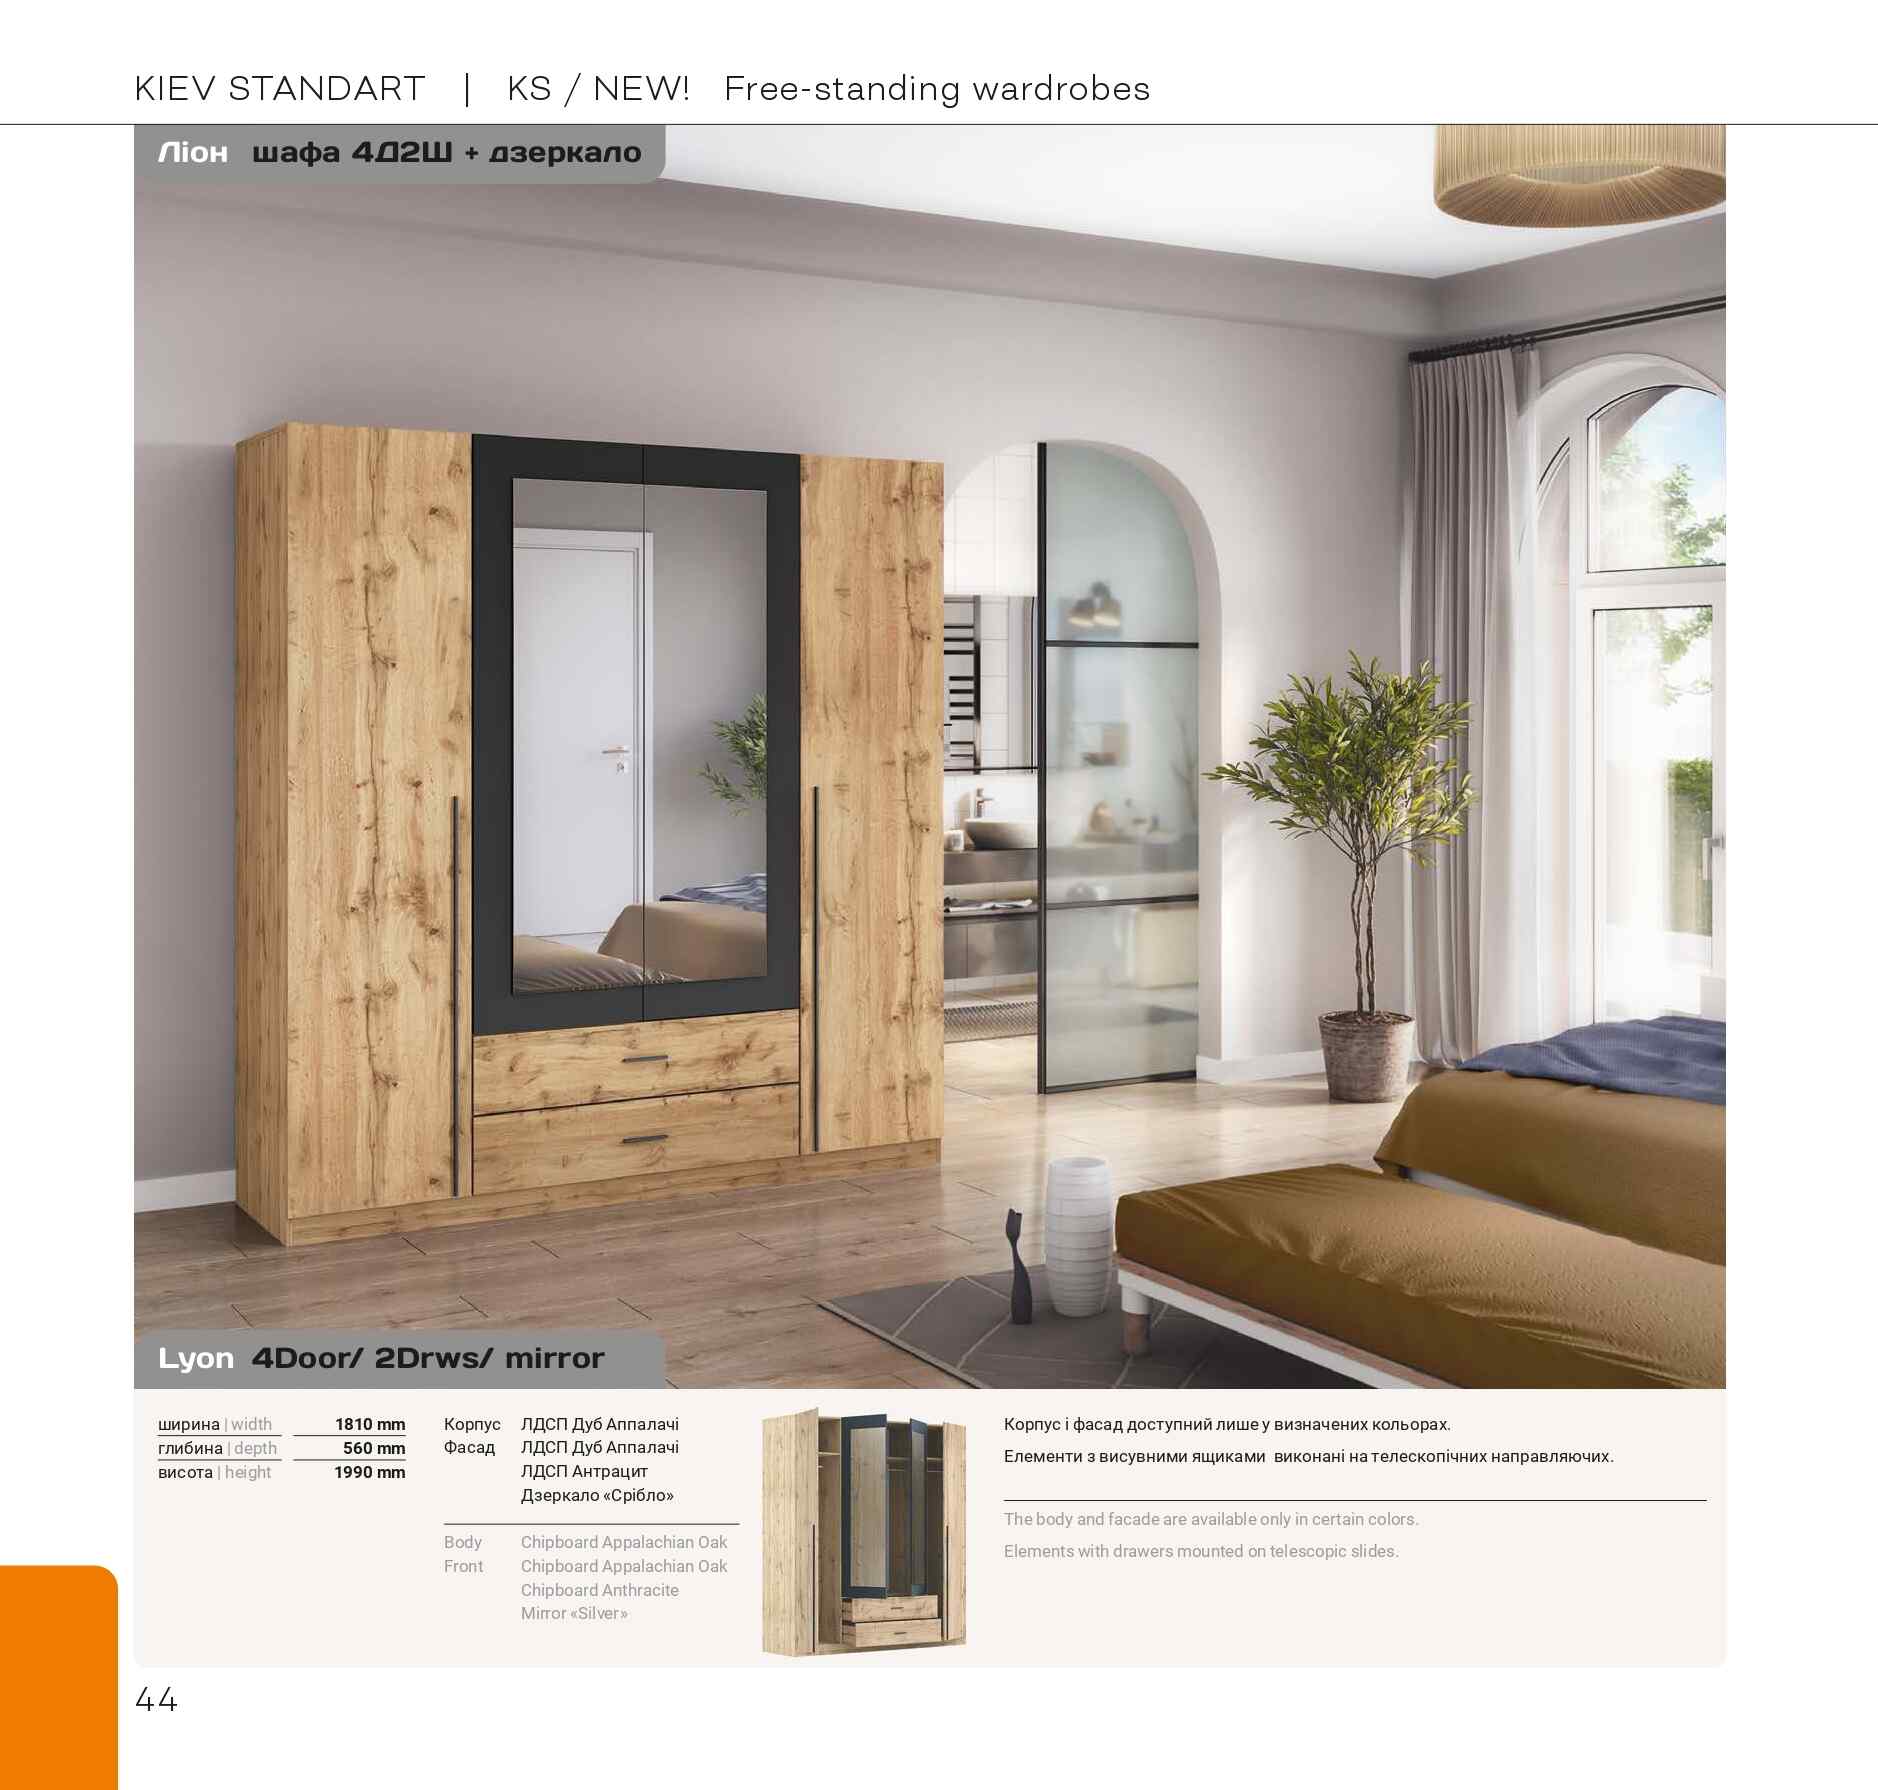 KIEV STANDART | KS / NEW! Free-standing wardrobes
Ліон шафа 4Д2Ш + дзеркало
Lyon 4Door/ 2Drws/ mirror
ширина | width 1810 mm
глибина | depth 560 mm
висота | height 1990 mm
Корпус ЛДСП Дуб Аппалачі
Фасад ЛДСП Дуб Аппалачі
ЛДСП Антрацит
Дзеркало «Срібло»
Body Chipboard Appalachian Oak
Front Chipboard Appalachian Oak
Chipboard Anthracite
Mirror «Silver»
Корпус і фасад доступний лише у визначених кольорах.
Елементи з висувними ящиками виконані на телескопічних направляючих.
The body and facade are available only in certain colors.
Elements with drawers mounted on telescopic slides.
44